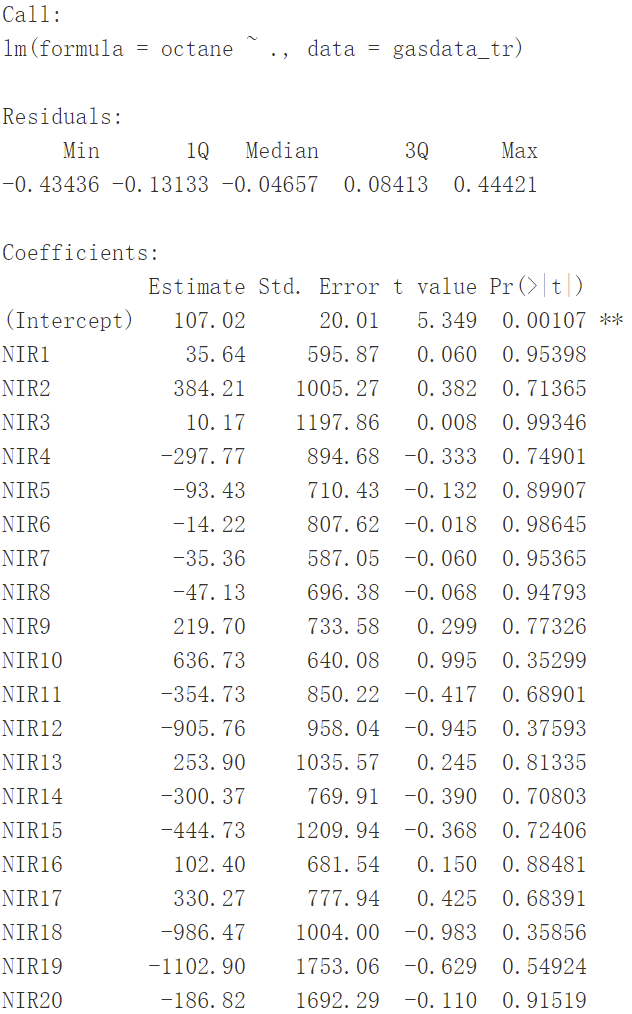 Call:
lm(formula = octane ~ ., data = gasdata_tr)
Residuals:
Min 1Q Median 3Q Max
-0.43436 -0.13133 -0.04657 0.08413 0.44421
Coefficients:
Estimate Std. Error t value Pr(>|t|)
(Intercept) 107.02 20.01 5.349 0.00107 **
NIR1 35.64 595.87 0.060 0.95398
NIR2 384.21 1005.27 0.382 0.71365
NIR3 10.17 1197.86 0.008 0.99346
NIR4 -297.77 894.68 -0.333 0.74901
NIR5 -93.43 710.43 -0.132 0.89907
NIR6 -14.22 807.62 -0.018 0.98645
NIR7 -35.36 587.05 -0.060 0.95365
NIR8 -47.13 696.38 -0.068 0.94793
NIR9 219.70 733.58 0.299 0.77326
NIR10 636.73 640.08 0.995 0.35299
NIR11 -354.73 850.22 -0.417 0.68901
NIR12 -905.76 958.04 -0.945 0.37593
NIR13 253.90 1035.57 0.245 0.81335
NIR14 -300.37 769.91 -0.390 0.70803
NIR15 -444.73 1209.94 -0.368 0.72406
NIR16 102.40 681.54 0.150 0.88481
NIR17 330.27 777.94 0.425 0.68391
NIR18 -986.47 1004.00 -0.983 0.35856
NIR19 -1102.90 1753.06 -0.629 0.54924
NIR20 -186.82 1692.29 -0.110 0.91519